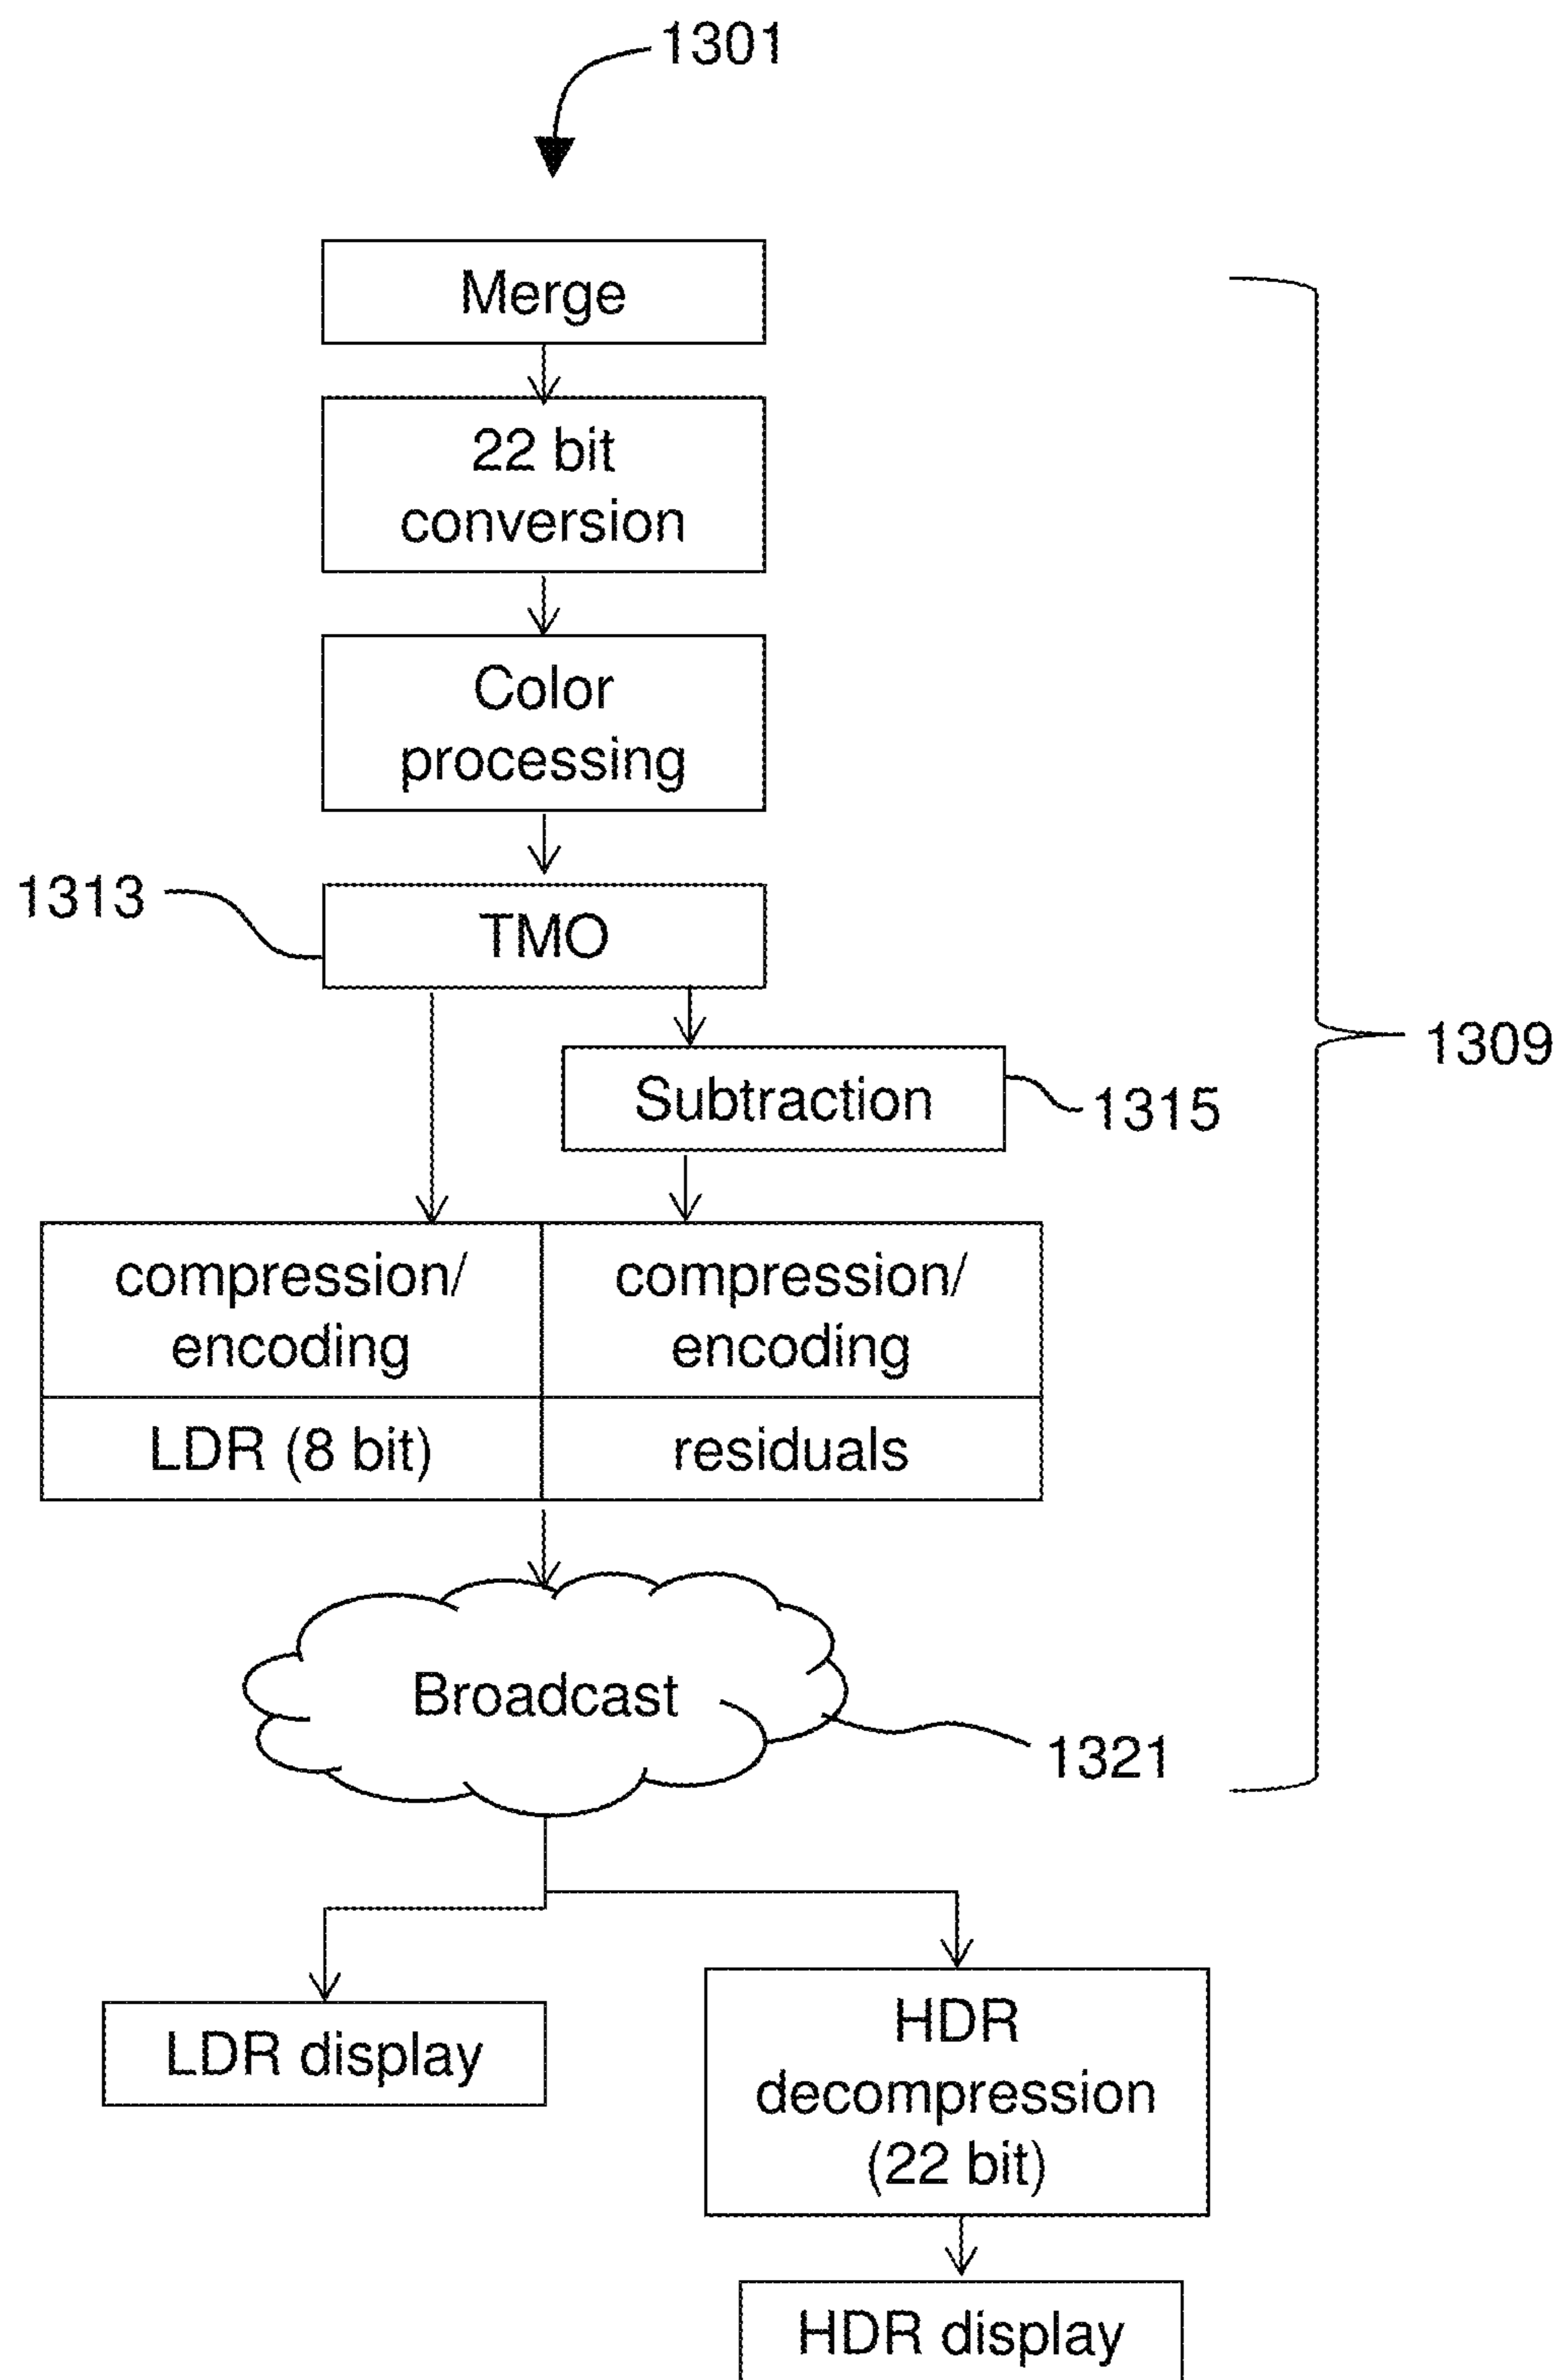 1301
Merge
22 bit
conversion
Color
processing
1313
TMO
1309
Subtraction
1315
compression/
encoding
compression/
encoding
LDR (8 bit)
residuals
Broadcast
1321
LDR display
HDR
decompression
(22 bit)
HDR display